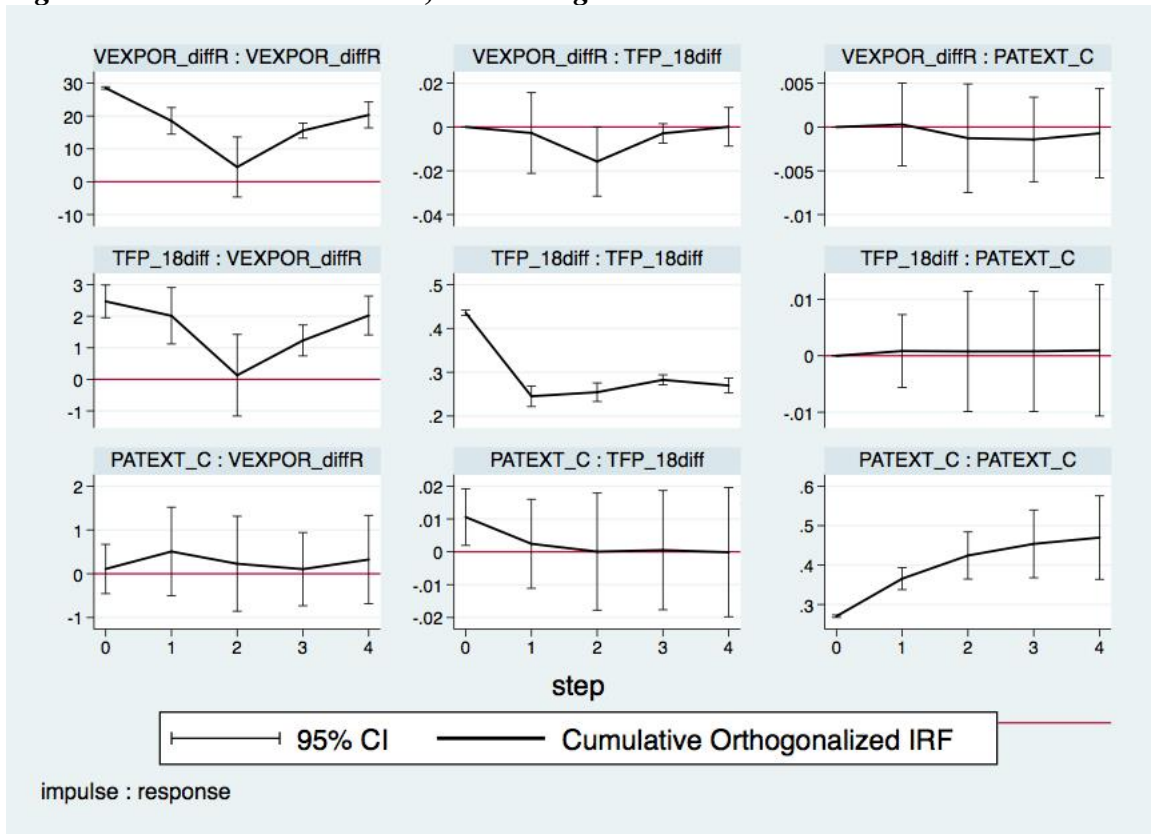 VEXPOR_diffR : VEXPOR_diffR
30
20
10
0
-10
VEXPOR_diffR : TFP_18diff
.02
0
-.02
-.04
VEXPOR_diffR : PATEXT_C
.005
0
-.005
-.01
TFP_18diff : VEXPOR_diffR
3
2
1
0
-1
TFP_18diff : TFP_18diff
.5
.4
.3
.2
TFP_18diff : PATEXT_C
.01
0
-.01
PATEXT_C : VEXPOR_diffR
2
1
0
-1
0 1 2 3 4
PATEXT_C : TFP_18diff
.02
.01
0
-.01
-.02
0 1 2 3 4
PATEXT_C : PATEXT_C
.6
.5
.4
.3
0 1 2 3 4
step
95% CI Cumulative Orthogonalized IRF
impulse : response